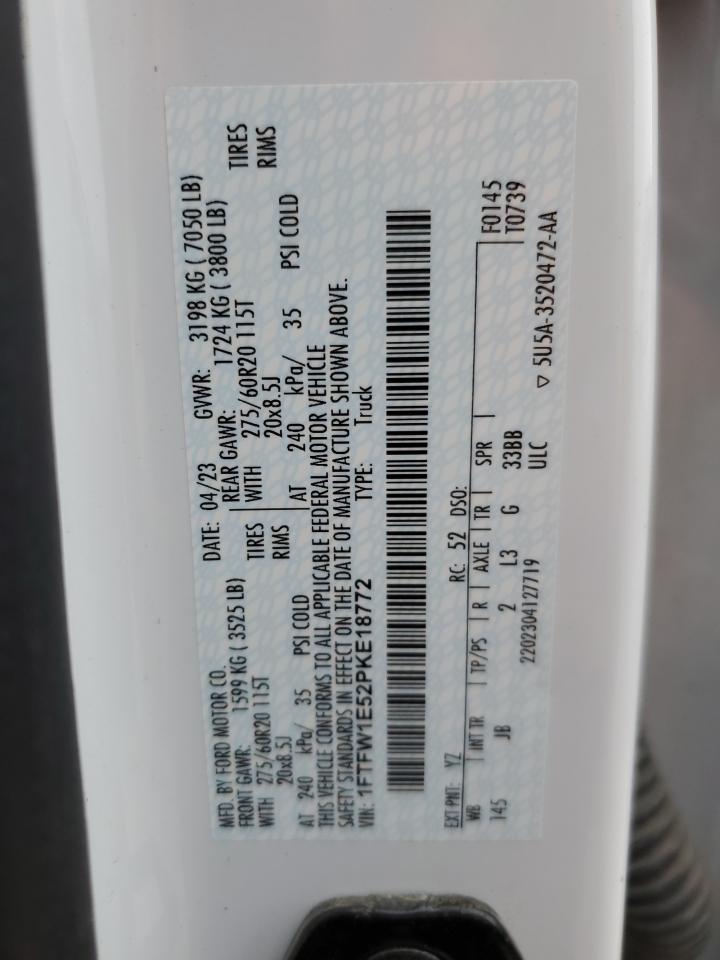 MFD. BY FORD MOTOR CO. DATE: 04/23 GVWR: 3198 KG ( 7050 LB)
FRONT GAWR: 1599 KG ( 3525 LB) REAR GAWR: 1724 KG ( 3800 LB)
WITH 275/60R20 115T TIRES WITH 275/60R20 115T TIRES
20x8.5J RIMS 20x8.5J RIMS
AT 240 kPa/ 35 PSI COLD AT 240 kPa/ 35 PSI COLD
THIS VEHICLE CONFORMS TO ALL APPLICABLE FEDERAL MOTOR VEHICLE
SAFETY STANDARDS IN EFFECT ON THE DATE OF MANUFACTURE SHOWN ABOVE.
VIN: 1FTFW1E52PKE18772 TYPE: Truck
EXT PNT: YZ RC: 52 DSO:
WB INT TR TP/PS R AXLE TR SPR F0145
145 JB 2 L3 G 33BB T0739
2202304127719 ULC
▽ 5U5A-3520472-AA